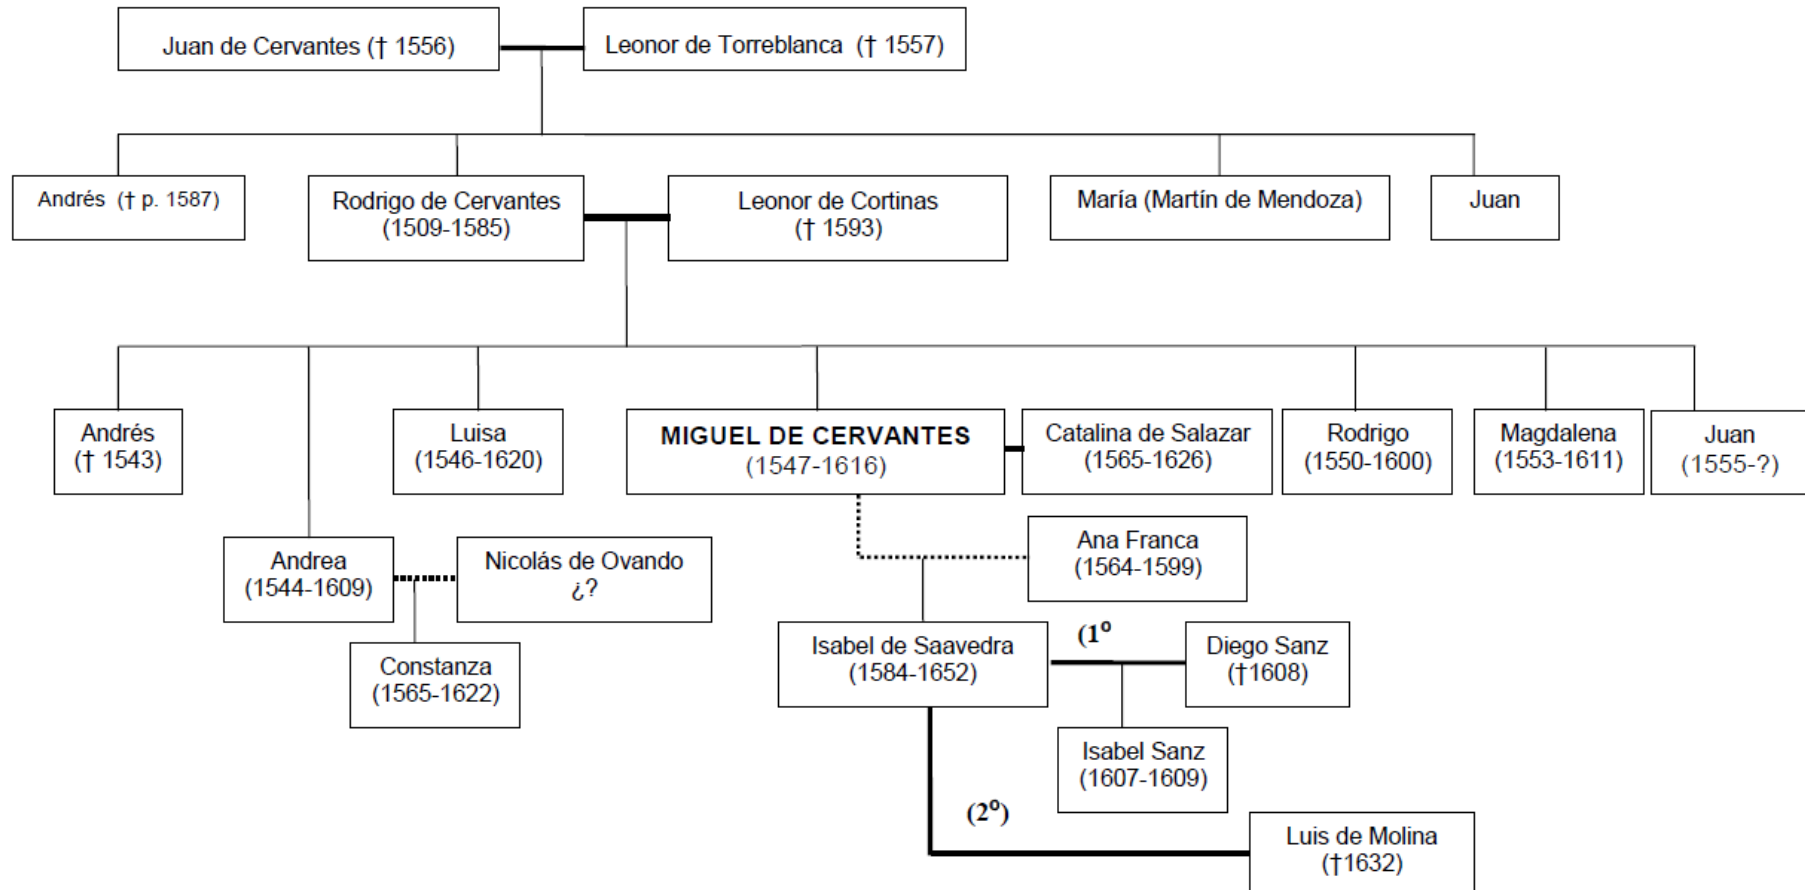 Juan de Cervantes († 1556)
Leonor de Torreblanca († 1557)
Andrés († p. 1587)
Rodrigo de Cervantes
(1509-1585)
Leonor de Cortinas
(† 1593)
María (Martín de Mendoza)
Juan
Andrés
(† 1543)
Luisa
(1546-1620)
MIGUEL DE CERVANTES
(1547-1616)
Catalina de Salazar
(1565-1626)
Rodrigo
(1550-1600)
Magdalena
(1553-1611)
Juan
(1555-?)
Andrea
(1544-1609)
Nicolás de Ovando
¿?
Ana Franca
(1564-1599)
Constanza
(1565-1622)
Isabel de Saavedra
(1584-1652)
(1º
Diego Sanz
(†1608)
Isabel Sanz
(1607-1609)
(2º)
Luis de Molina
(†1632)